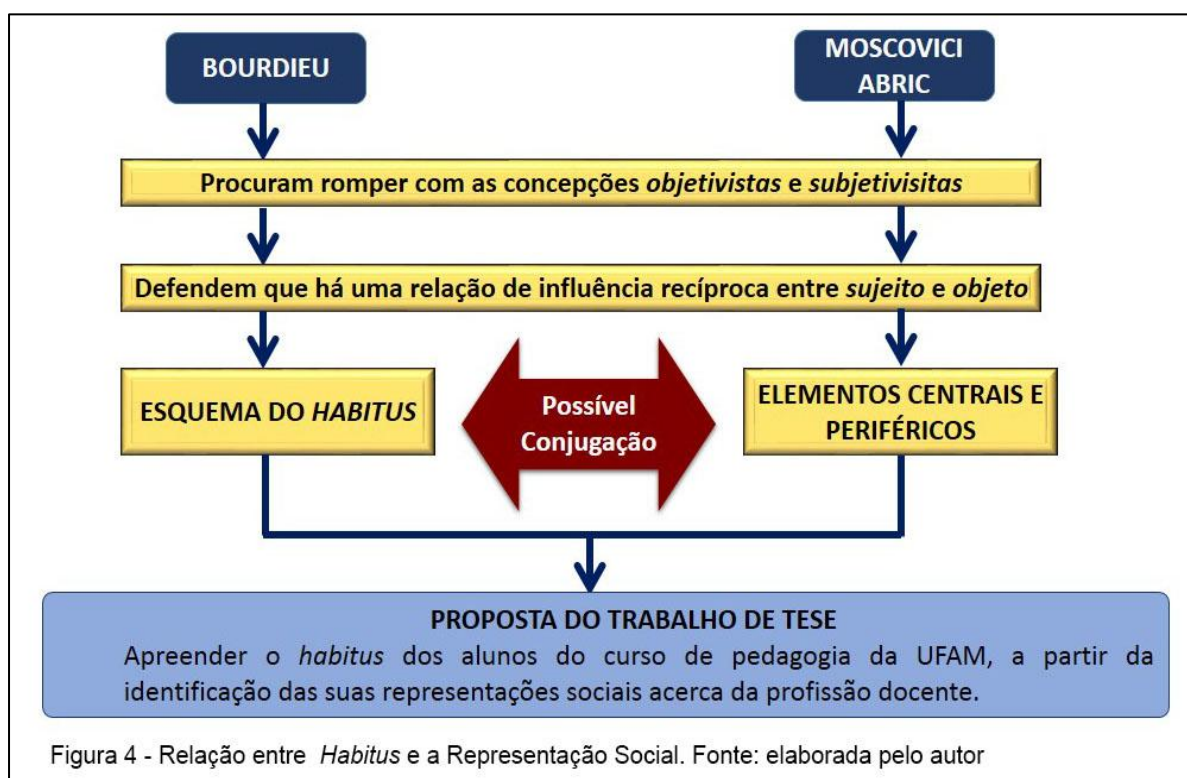 BOURDIEU
MOSCOVICI
ABRIC
Procuram romper com as concepções objetivistas e subjetivisitas
Defendem que há uma relação de influência recíproca entre sujeito e objeto
ESQUEMA DO HABITUS
Possível
Conjugação
ELEMENTOS CENTRAIS E
PERIFÉRICOS
PROPOSTA DO TRABALHO DE TESE
Apreender o habitus dos alunos do curso de pedagogia da UFAM, a partir da
identificação das suas representações sociais acerca da profissão docente.
Figura 4 - Relação entre Habitus e a Representação Social. Fonte: elaborada pelo autor